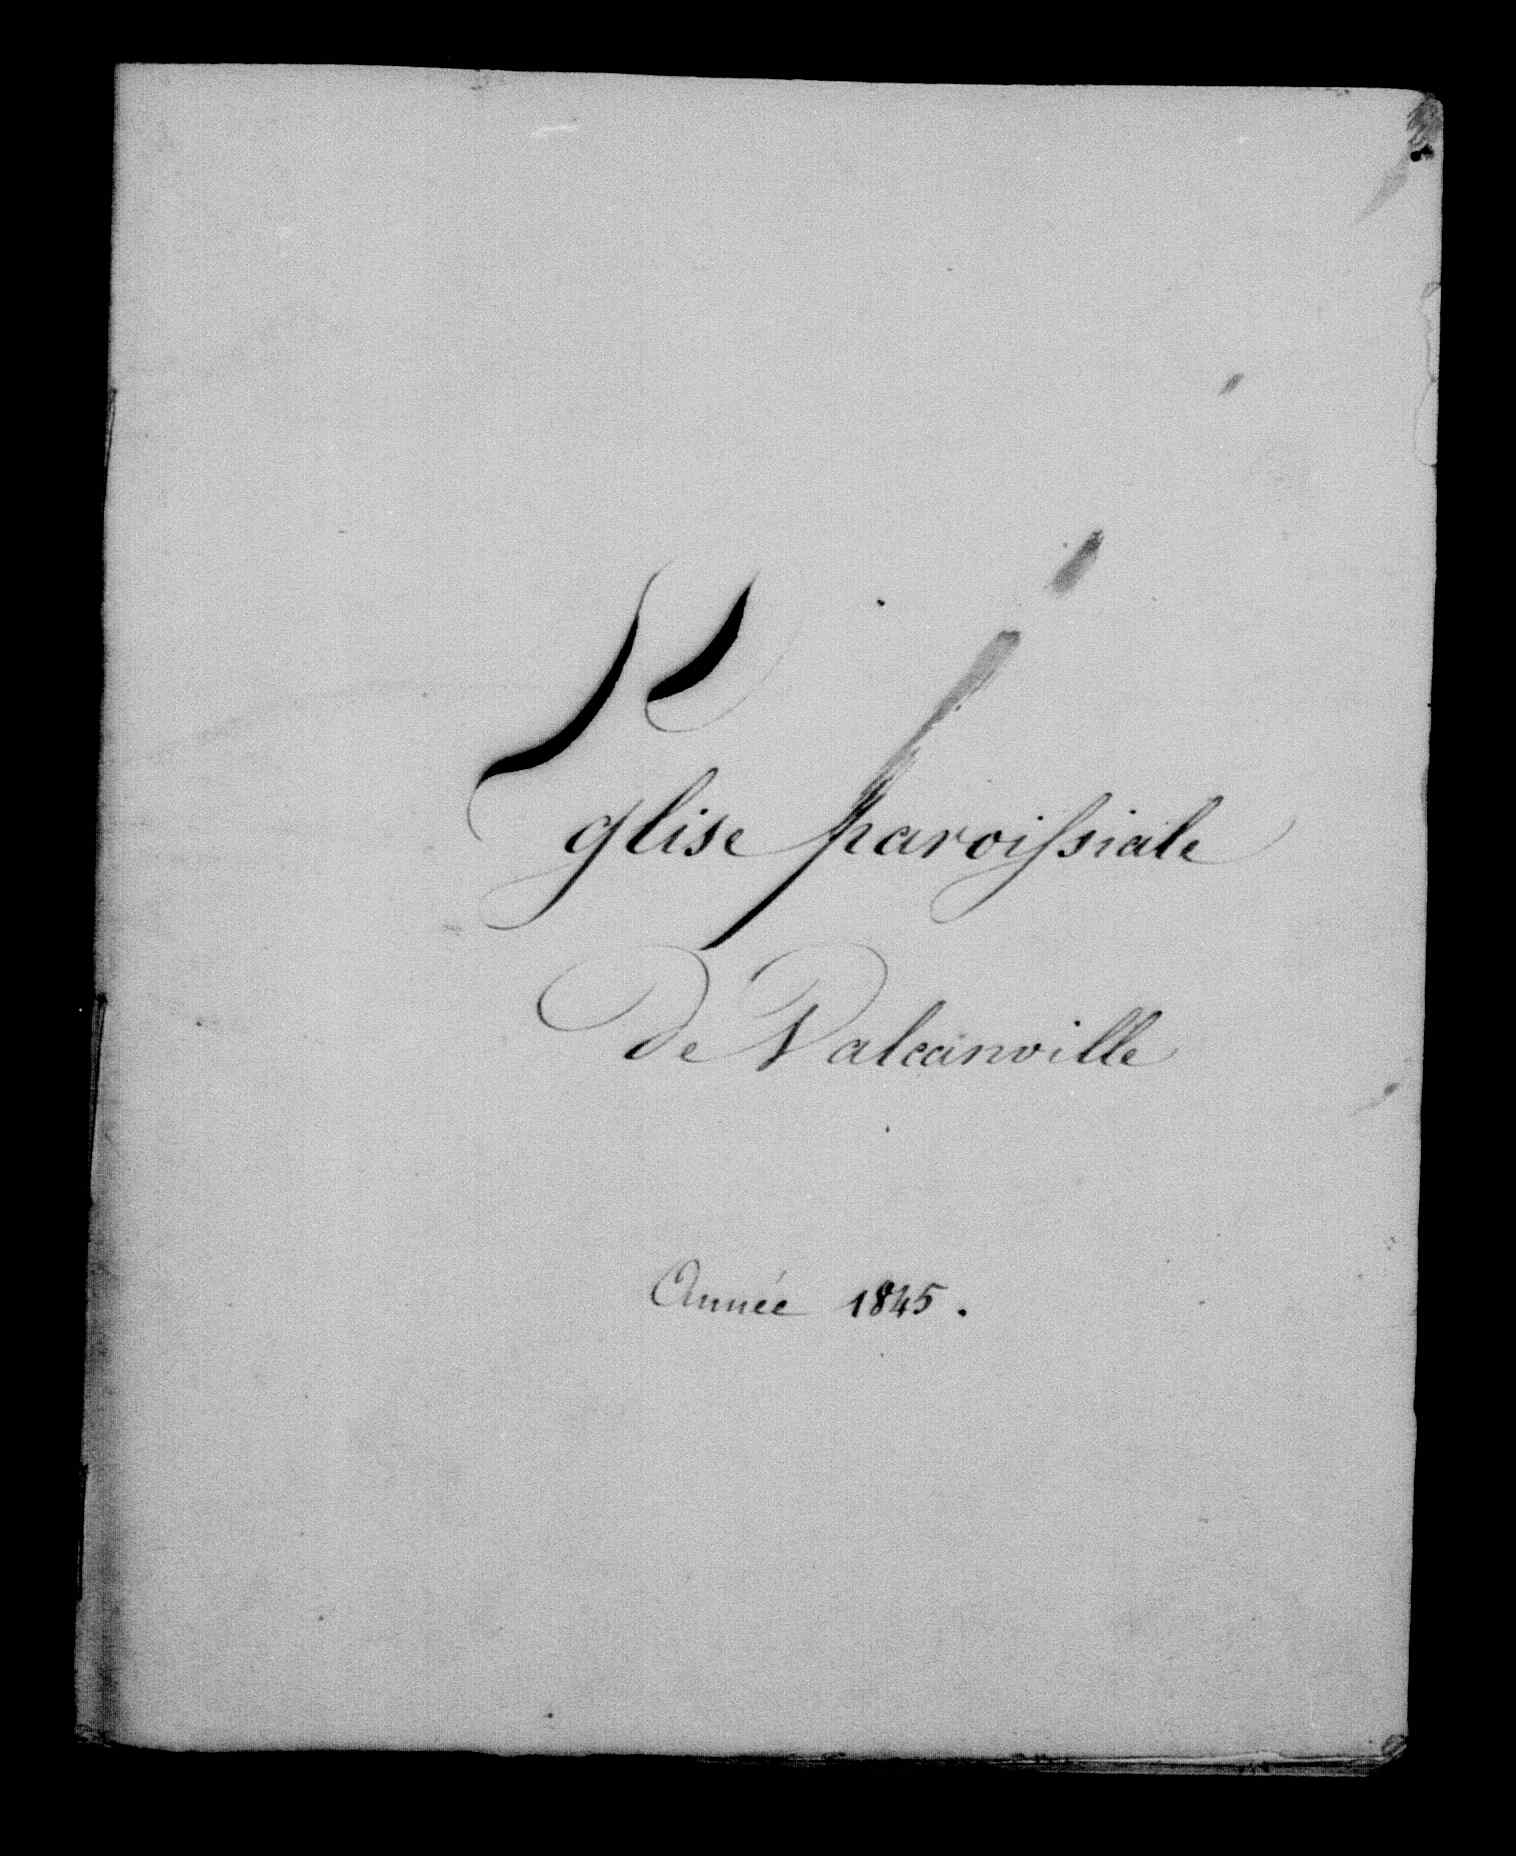 Eglise paroissiale
de Valcanville
Année 1845.